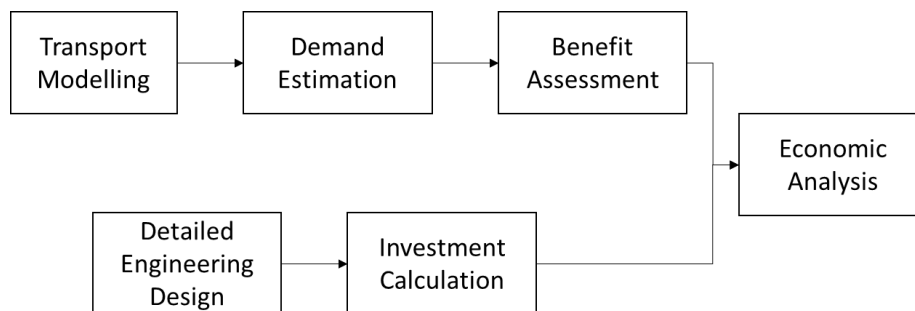 Transport
Modelling
Demand
Estimation
Benefit
Assessment
Economic
Analysis
Detailed
Engineering
Design
Investment
Calculation